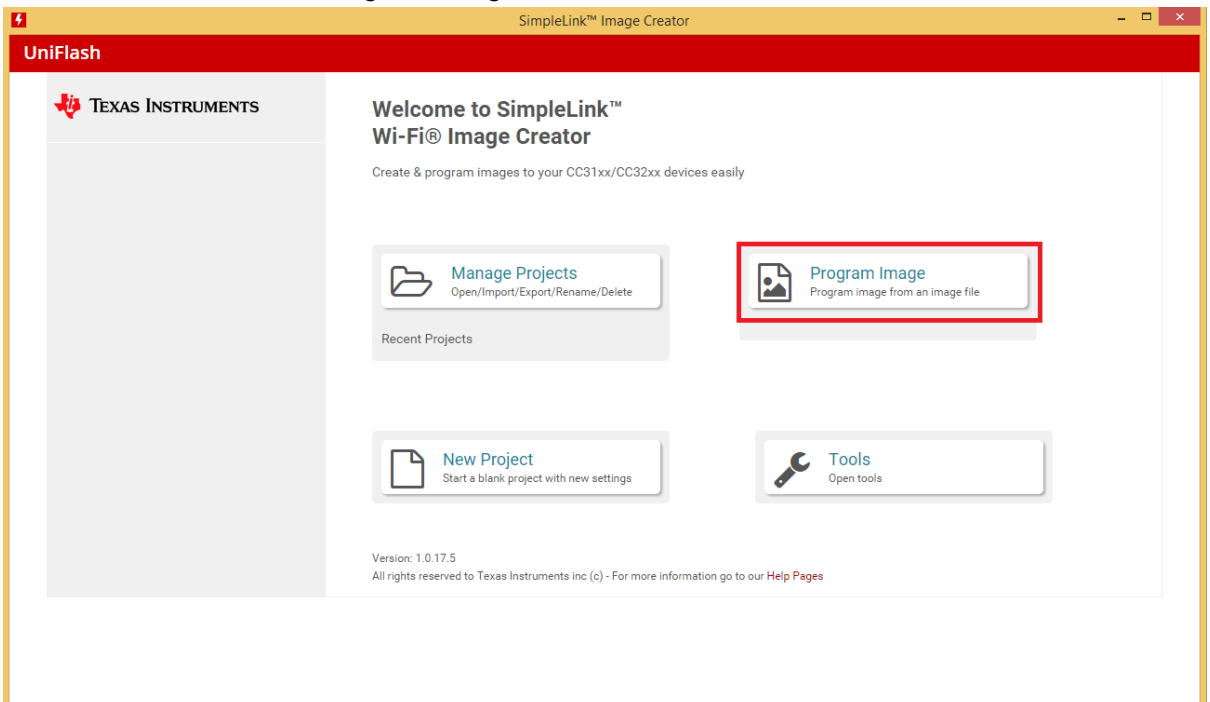 SimpleLink™ Image Creator
UniFlash
TEXAS INSTRUMENTS
Welcome to SimpleLink™
Wi-Fi® Image Creator
Create & program images to your CC31xx/CC32xx devices easily
Manage Projects
Open/Import/Export/Rename/Delete
Recent Projects
Program Image
Program image from an image file
New Project
Start a blank project with new settings
Tools
Open tools
Version: 1.0.17.5
All rights reserved to Texas Instruments inc (c) - For more information go to our Help Pages